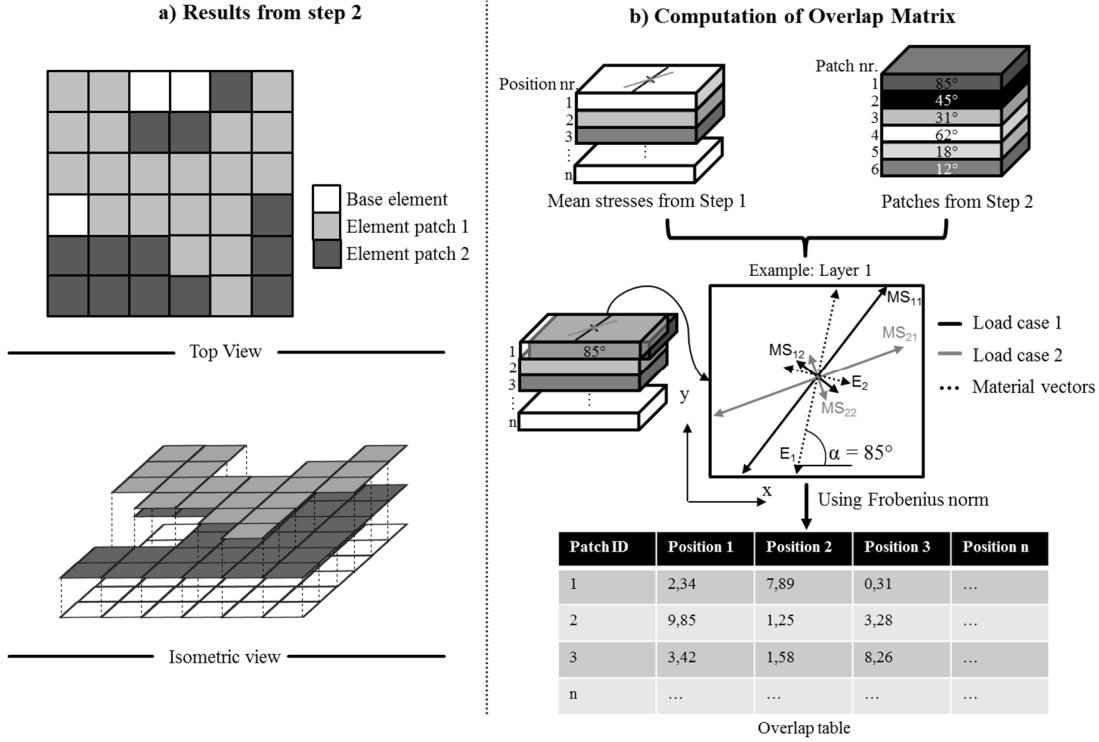 a) Results from step 2
Base element
Element patch 1
Element patch 2
Top View
Isometric view
b) Computation of Overlap Matrix
Position nr.
1
2
3
⋮
n
⋮
Mean stresses from Step 1
Patch nr.
1
2
3
4
5
6
85°
45°
31°
62°
18°
12°
Patches from Step 2
Example: Layer 1
1
2
3
⋮
n
85°
⋮
MS11
MS21
MS12
E2
MS22
E1
α = 85°
y
x
Load case 1
Load case 2
Material vectors
Using Frobenius norm
Patch ID Position 1 Position 2 Position 3 Position n
1 2,34 7,89 0,31 …
2 9,85 1,25 3,28 …
3 3,42 1,58 8,26 …
n … … … …
Overlap table